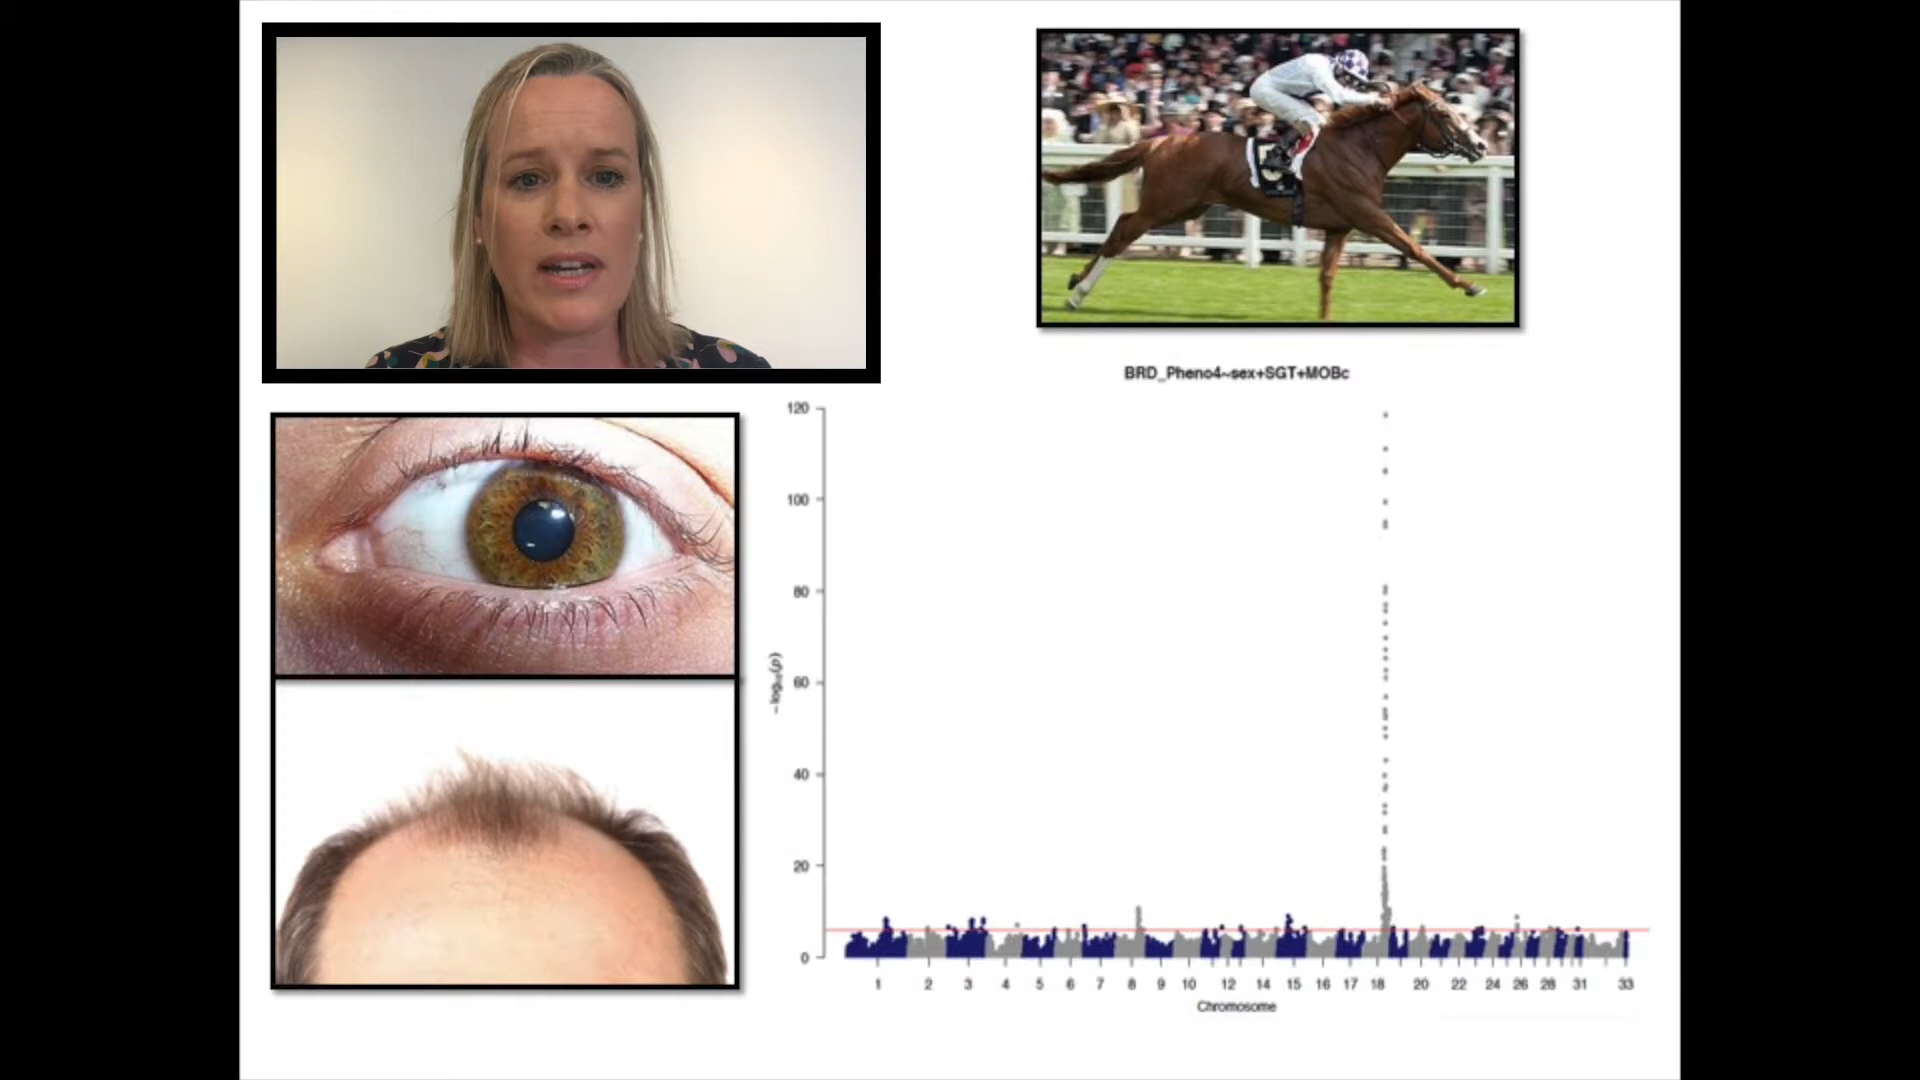 BRD_Pheno4~sex+SGT+MOBc
120
100
80
60
40
20
0
−log₁₀(p)
1 2 3 4 5 6 7 8 9 10 12 14 15 16 17 18 20 22 24 26 28 31 33
Chromosome